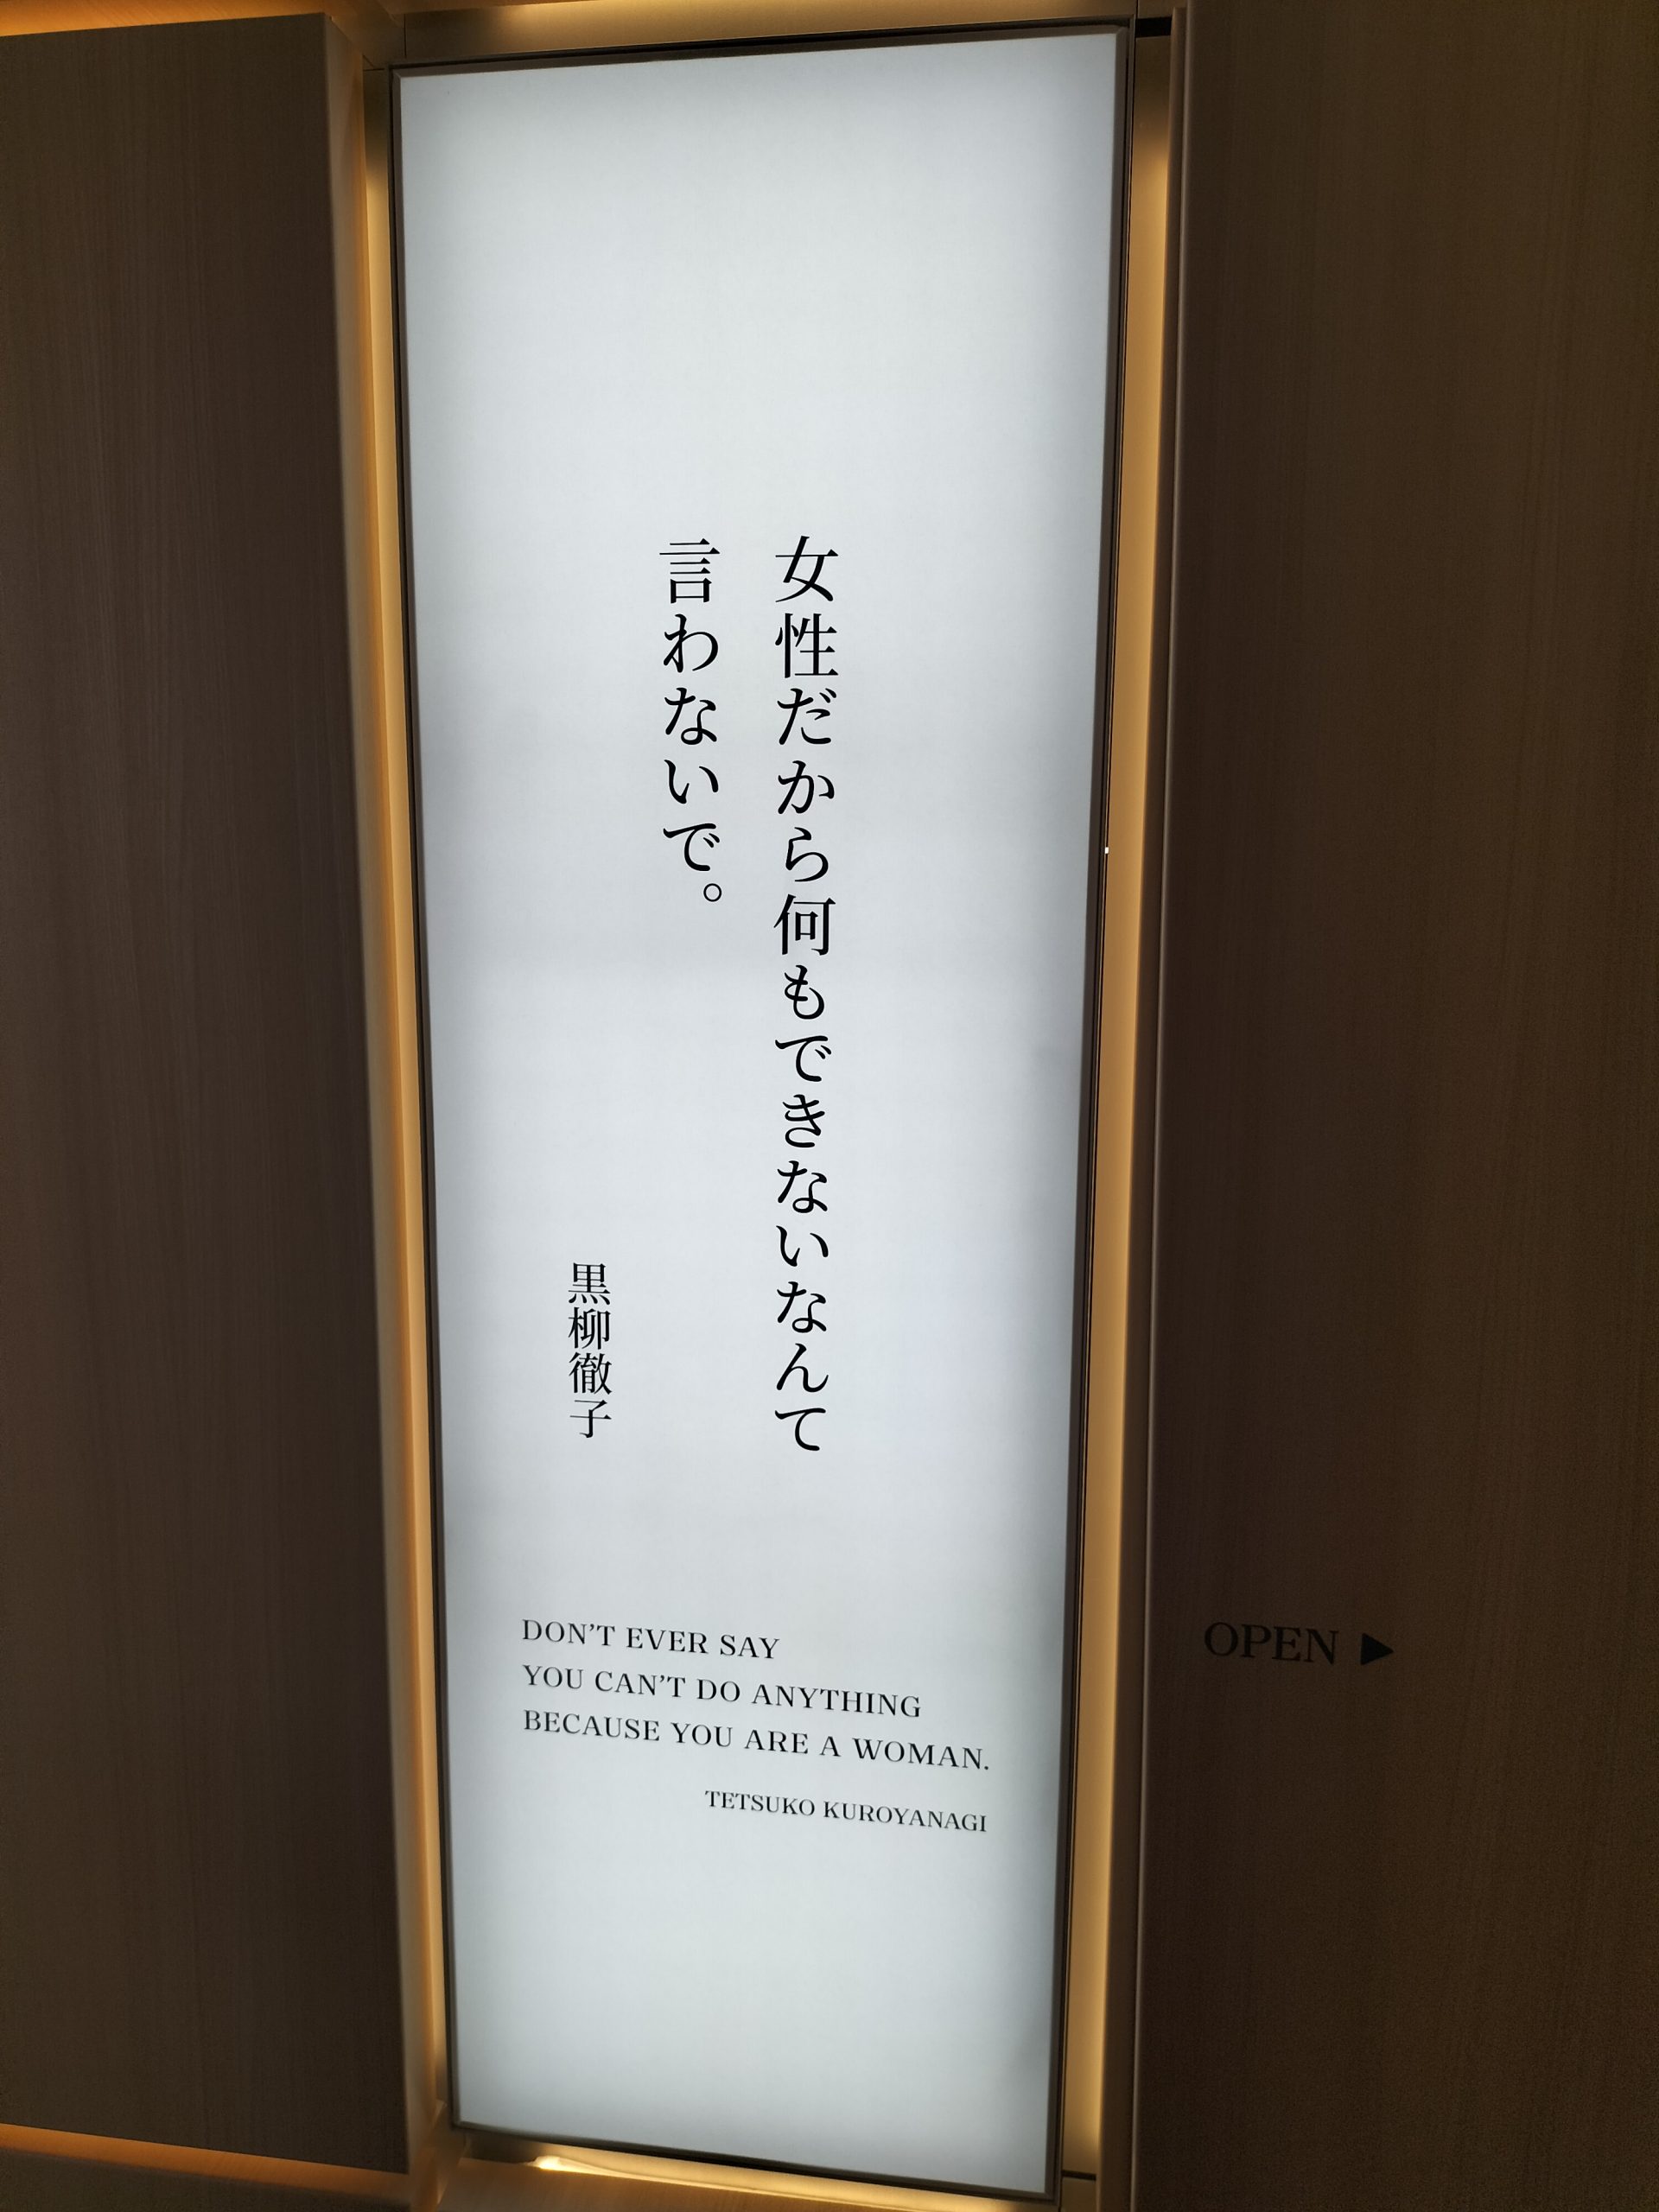 女性だから何もできないなんて
言わないで。
黒柳徹子
DON'T EVER SAY
YOU CAN'T DO ANYTHING
BECAUSE YOU ARE A WOMAN.
TETSUKO KUROYANAGI
OPEN ▶